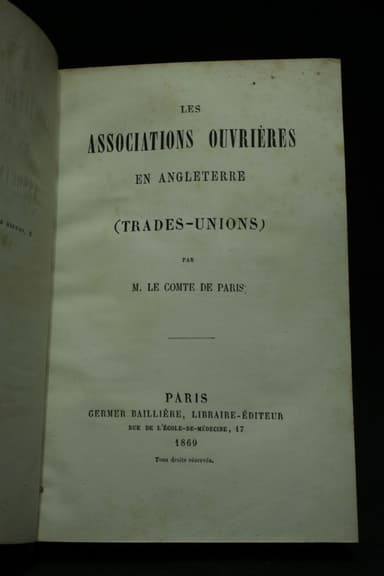 LES
ASSOCIATIONS OUVRIÈRES
EN ANGLETERRE
(TRADES-UNIONS)
PAR
M. LE COMTE DE PARIS
PARIS
GERMER BAILLIÈRE, LIBRAIRE-ÉDITEUR
RUE DE L'ÉCOLE-DE-MÉDECINE, 17
1869
Tous droits réservés.